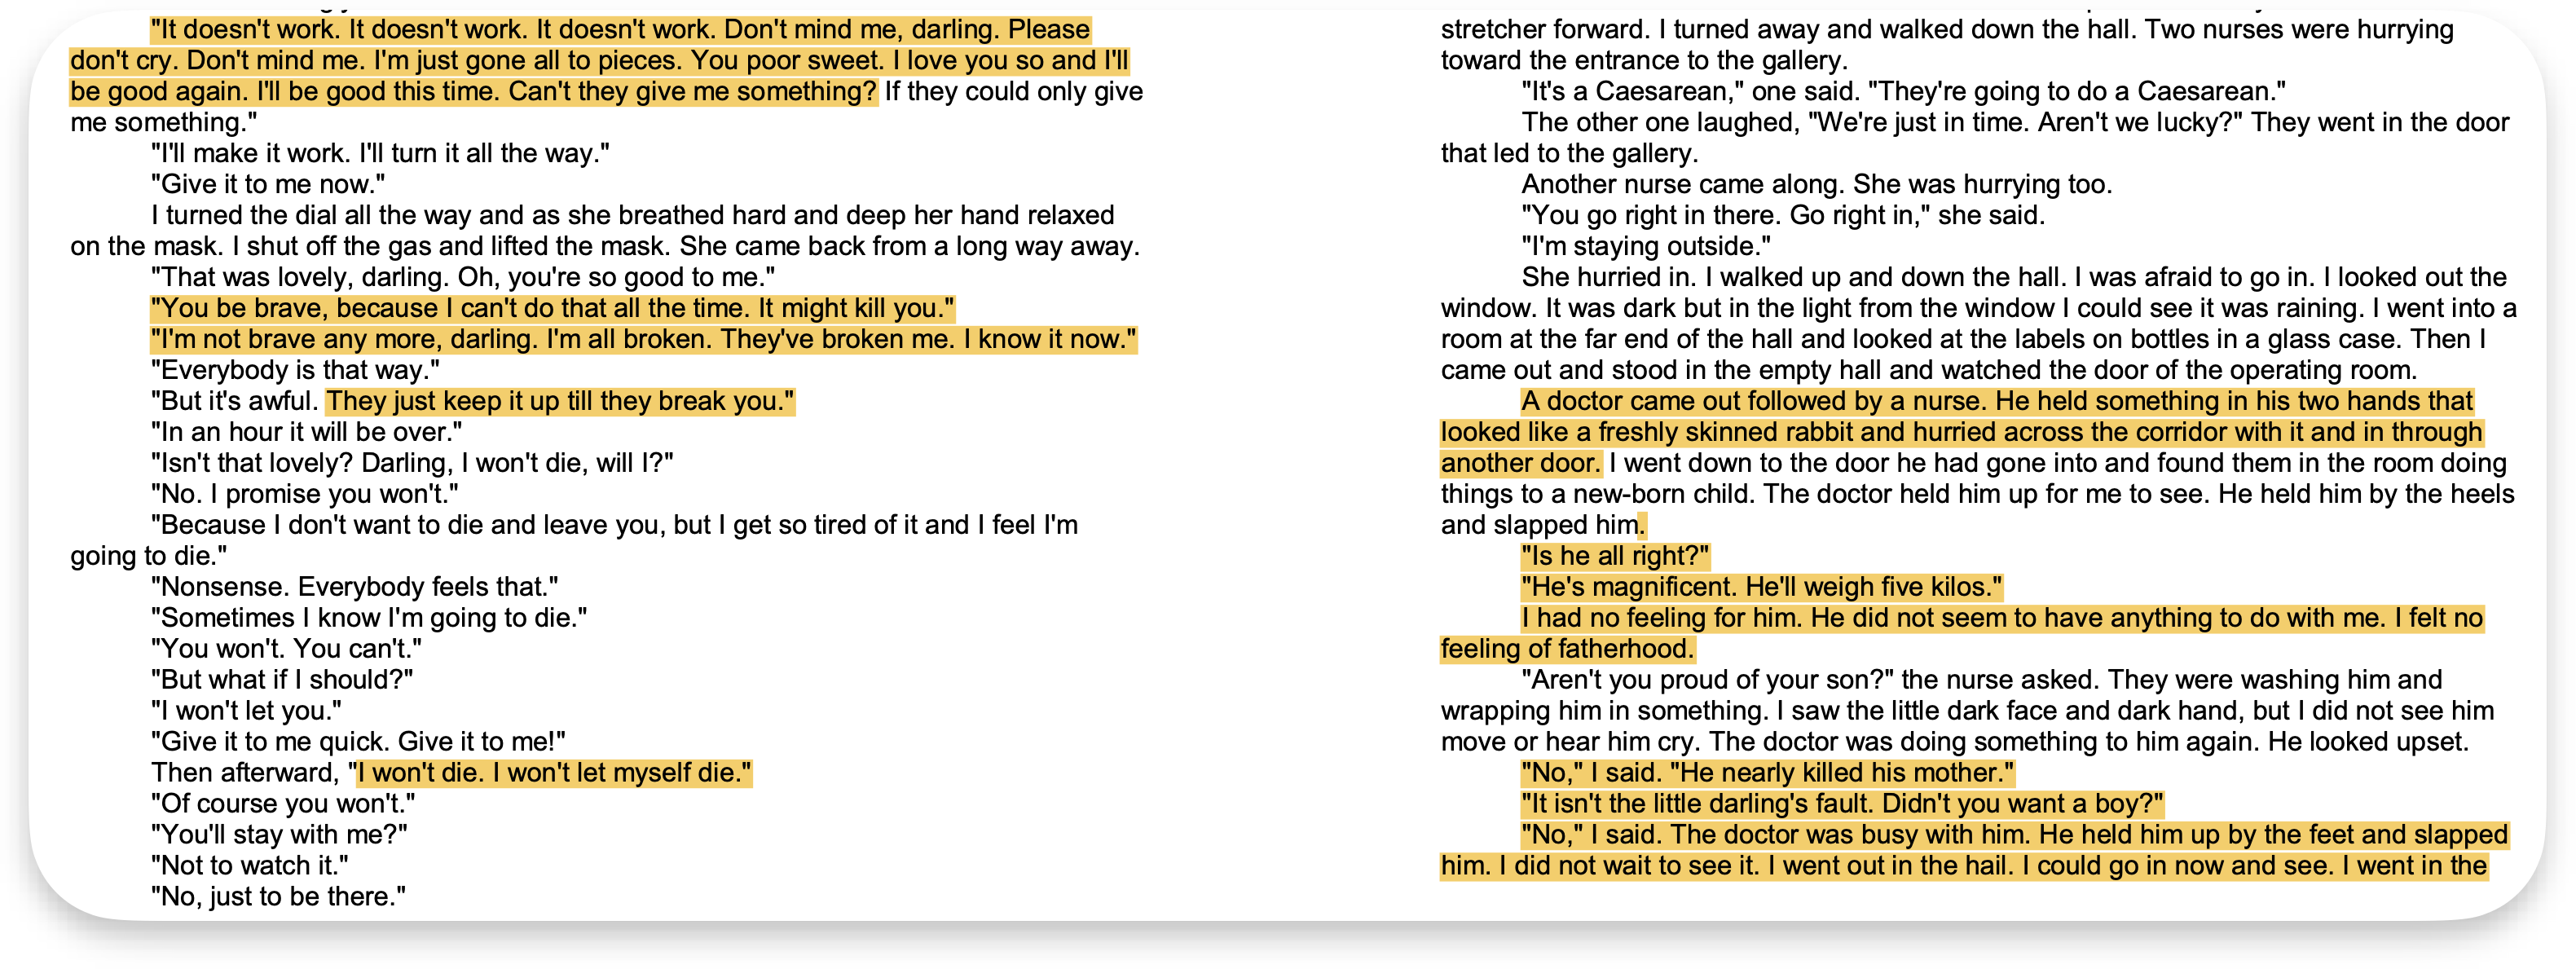 "It doesn't work. It doesn't work. It doesn't work. Don't mind me, darling. Please
don't cry. Don't mind me. I'm just gone all to pieces. You poor sweet. I love you so and I'll
be good again. I'll be good this time. Can't they give me something? If they could only give
me something."
"I'll make it work. I'll turn it all the way."
"Give it to me now."
I turned the dial all the way and as she breathed hard and deep her hand relaxed
on the mask. I shut off the gas and lifted the mask. She came back from a long way away.
"That was lovely, darling. Oh, you're so good to me."
"You be brave, because I can't do that all the time. It might kill you."
"I'm not brave any more, darling. I'm all broken. They've broken me. I know it now."
"Everybody is that way."
"But it's awful. They just keep it up till they break you."
"In an hour it will be over."
"Isn't that lovely? Darling, I won't die, will I?"
"No. I promise you won't."
"Because I don't want to die and leave you, but I get so tired of it and I feel I'm
going to die."
"Nonsense. Everybody feels that."
"Sometimes I know I'm going to die."
"You won't. You can't."
"But what if I should?"
"I won't let you."
"Give it to me quick. Give it to me!"
Then afterward, "I won't die. I won't let myself die."
"Of course you won't."
"You'll stay with me?"
"Not to watch it."
"No, just to be there."
stretcher forward. I turned away and walked down the hall. Two nurses were hurrying
toward the entrance to the gallery.
"It's a Caesarean," one said. "They're going to do a Caesarean."
The other one laughed, "We're just in time. Aren't we lucky?" They went in the door
that led to the gallery.
Another nurse came along. She was hurrying too.
"You go right in there. Go right in," she said.
"I'm staying outside."
She hurried in. I walked up and down the hall. I was afraid to go in. I looked out the
window. It was dark but in the light from the window I could see it was raining. I went into a
room at the far end of the hall and looked at the labels on bottles in a glass case. Then I
came out and stood in the empty hall and watched the door of the operating room.
A doctor came out followed by a nurse. He held something in his two hands that
looked like a freshly skinned rabbit and hurried across the corridor with it and in through
another door. I went down to the door he had gone into and found them in the room doing
things to a new-born child. The doctor held him up for me to see. He held him by the heels
and slapped him.
"Is he all right?"
"He's magnificent. He'll weigh five kilos."
I had no feeling for him. He did not seem to have anything to do with me. I felt no
feeling of fatherhood.
"Aren't you proud of your son?" the nurse asked. They were washing him and
wrapping him in something. I saw the little dark face and dark hand, but I did not see him
move or hear him cry. The doctor was doing something to him again. He looked upset.
"No," I said. "He nearly killed his mother."
"It isn't the little darling's fault. Didn't you want a boy?"
"No," I said. The doctor was busy with him. He held him up by the feet and slapped
him. I did not wait to see it. I went out in the hail. I could go in now and see. I went in the